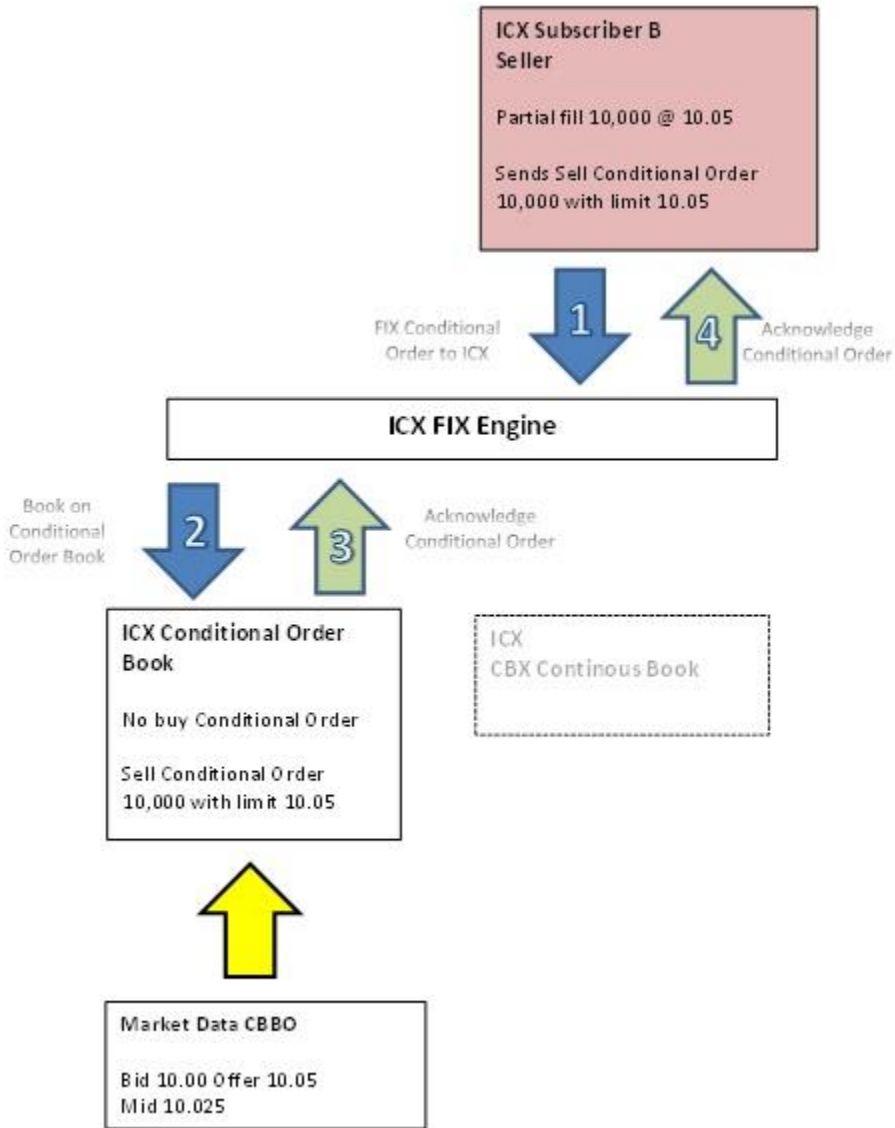 ICX Subscriber B
Seller
Partial fill 10,000 @ 10.05
Sends Sell Conditional Order
10,000 with limit 10.05
FIX Conditional
Order to ICX
1
4
Acknowledge
Conditional Order
ICX FIX Engine
Book on
Conditional
Order Book
2
3
Acknowledge
Conditional Order
ICX Conditional Order
Book
No buy Conditional Order
Sell Conditional Order
10,000 with limit 10.05
ICX
CBX Continous Book
Market Data CBBO
Bid 10.00 Offer 10.05
Mid 10.025